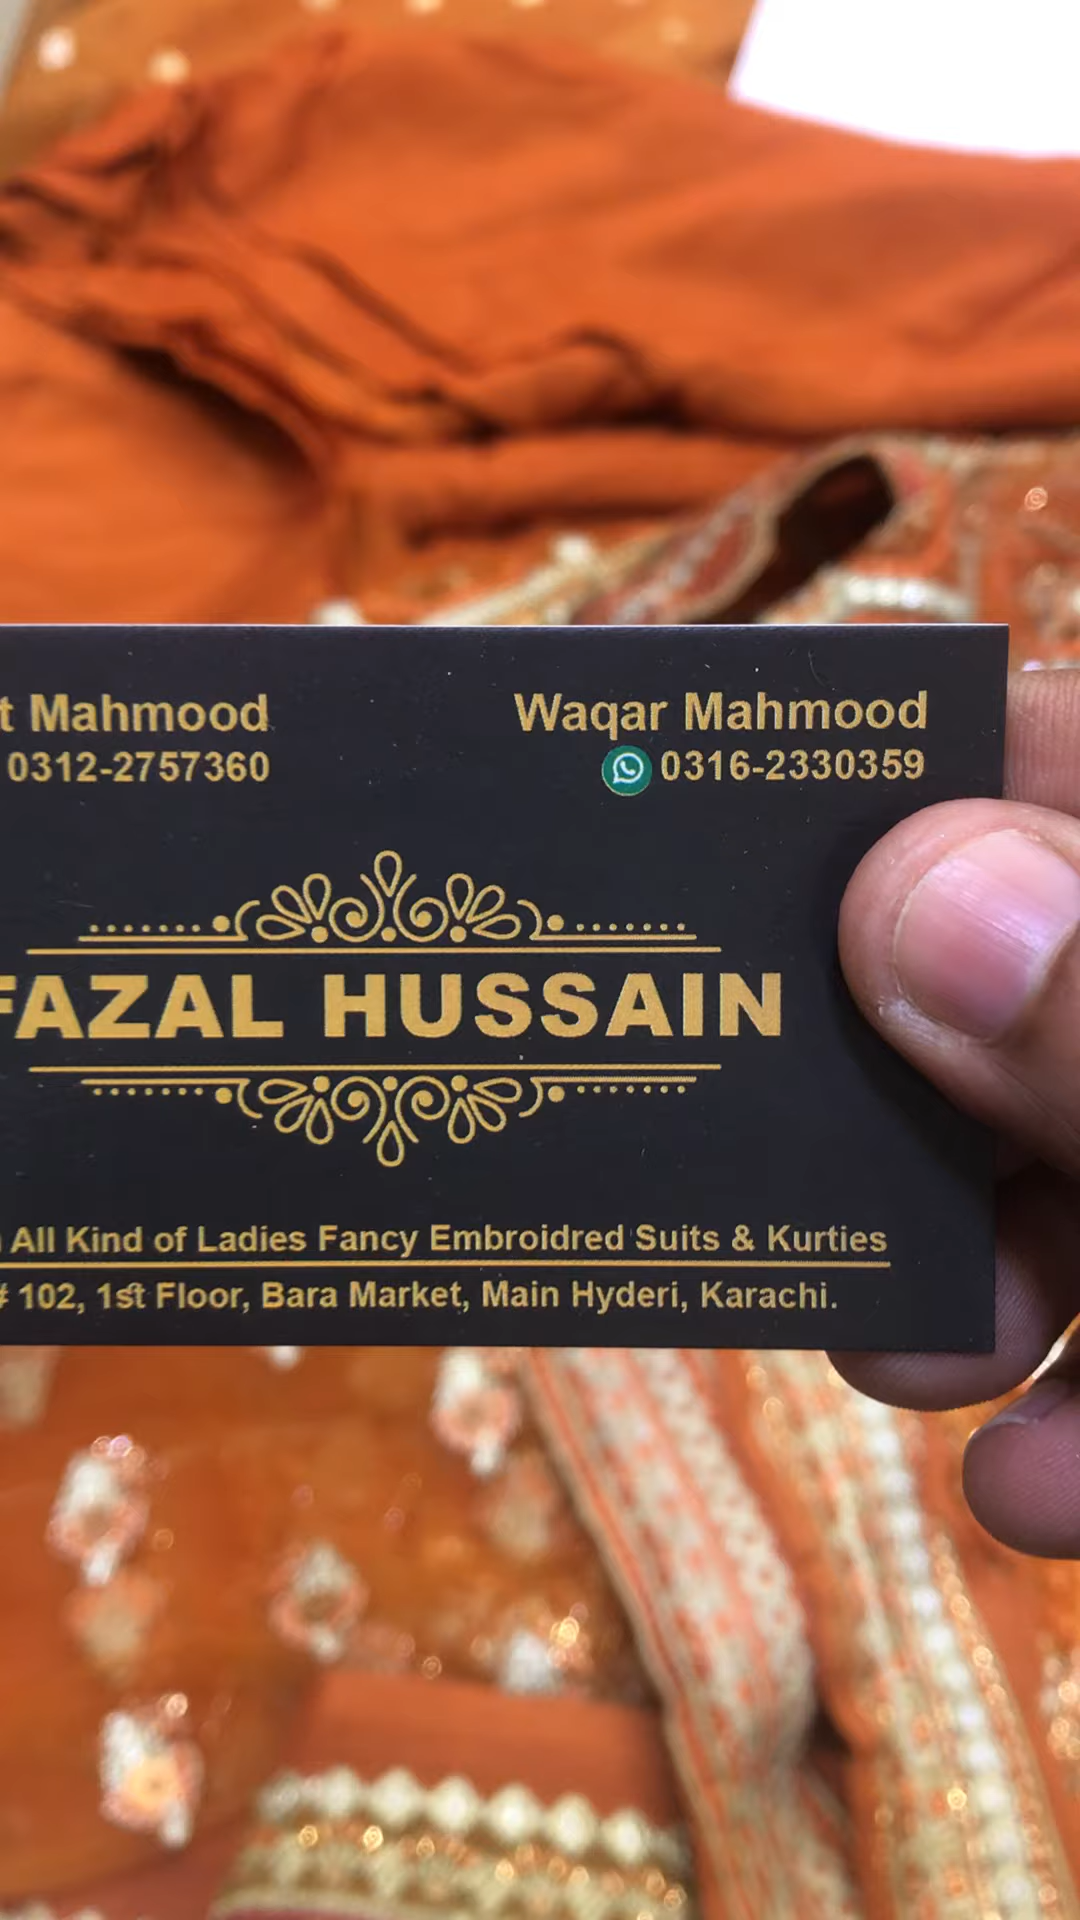 t Mahmood
Waqar Mahmood
0312-2757360
0316-2330359
FAZAL HUSSAIN
All Kind of Ladies Fancy Embroidred Suits & Kurties
# 102, 1st Floor, Bara Market, Main Hyderi, Karachi.